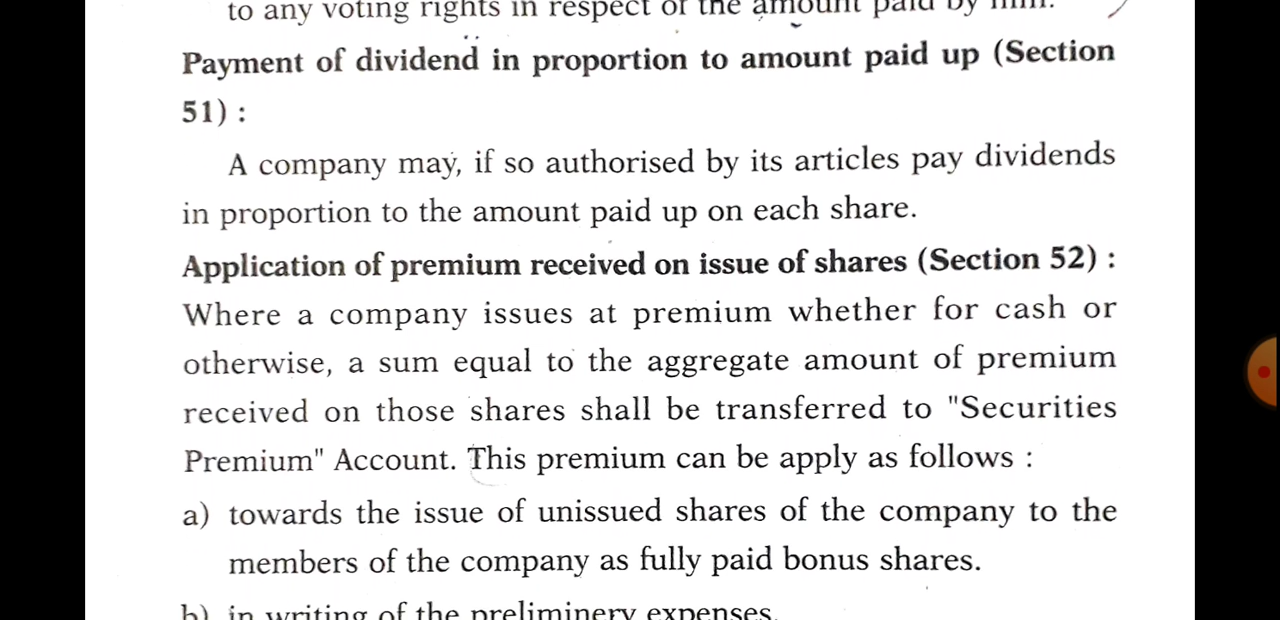 to any voting rights in respect of the amount paid by him.
Payment of dividend in proportion to amount paid up (Section
51) :
A company may, if so authorised by its articles pay dividends
in proportion to the amount paid up on each share.
Application of premium received on issue of shares (Section 52) :
Where a company issues at premium whether for cash or
otherwise, a sum equal to the aggregate amount of premium
received on those shares shall be transferred to "Securities
Premium" Account. This premium can be apply as follows :
a) towards the issue of unissued shares of the company to the
members of the company as fully paid bonus shares.
b) in writing of the preliminery expenses.